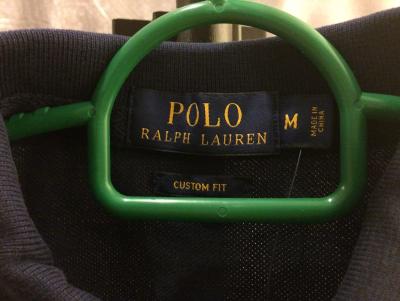 POLO
RALPH LAUREN
M
MADE IN
CHINA
CUSTOM FIT